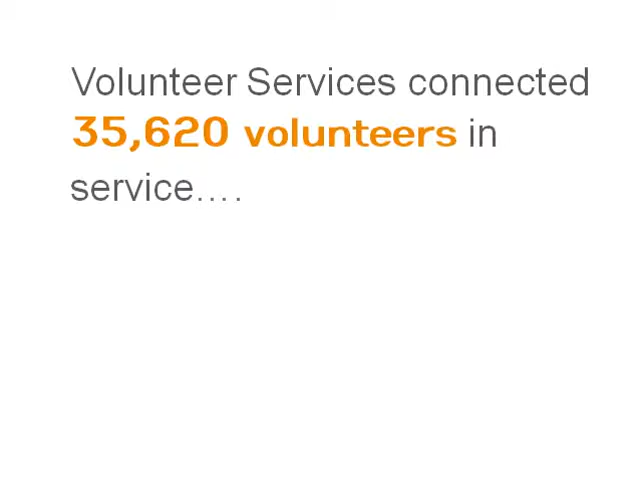 Volunteer Services connected
35,620 volunteers in
service….